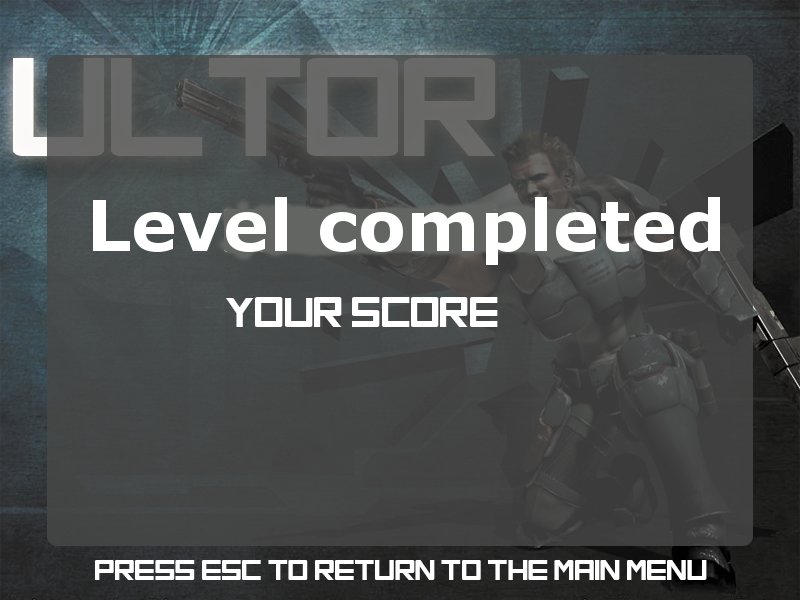 ULTOR
Level completed
YOUR SCORE
PRESS ESC TO RETURN TO THE MAIN MENU